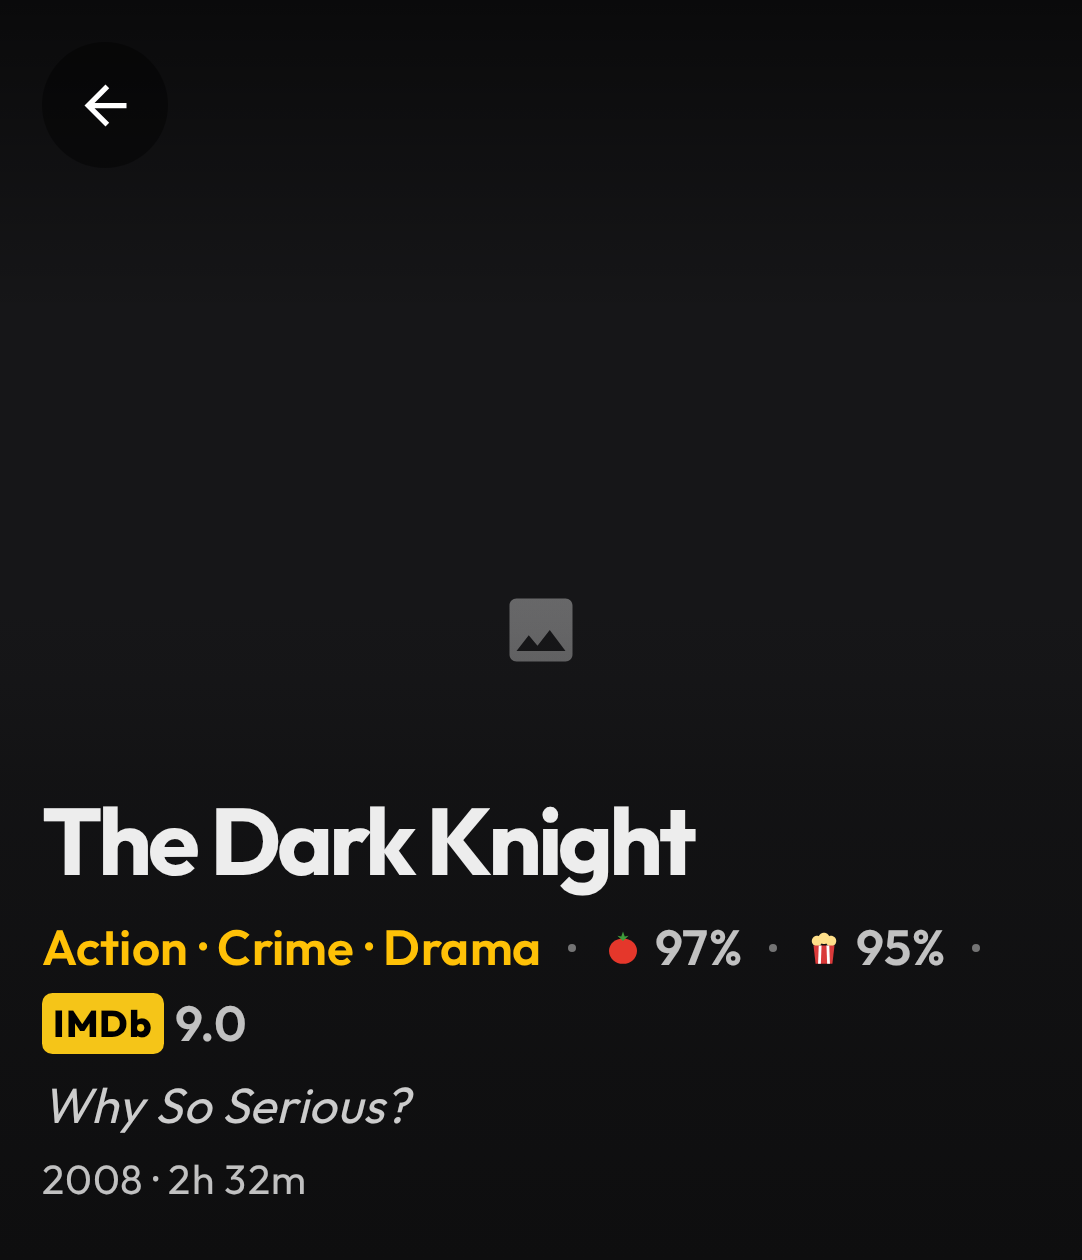 The Dark Knight
Action · Crime · Drama · 97% · 95% ·
IMDb 9.0
Why So Serious?
2008 · 2h 32m